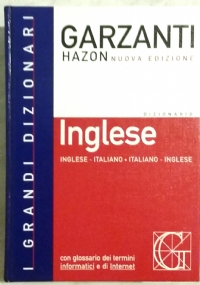 GARZANTI
HAZON NUOVA EDIZIONE
DIZIONARIO
Inglese
INGLESE - ITALIANO • ITALIANO - INGLESE
con glossario dei termini
informatici e di Internet
I GRANDI DIZIONARI